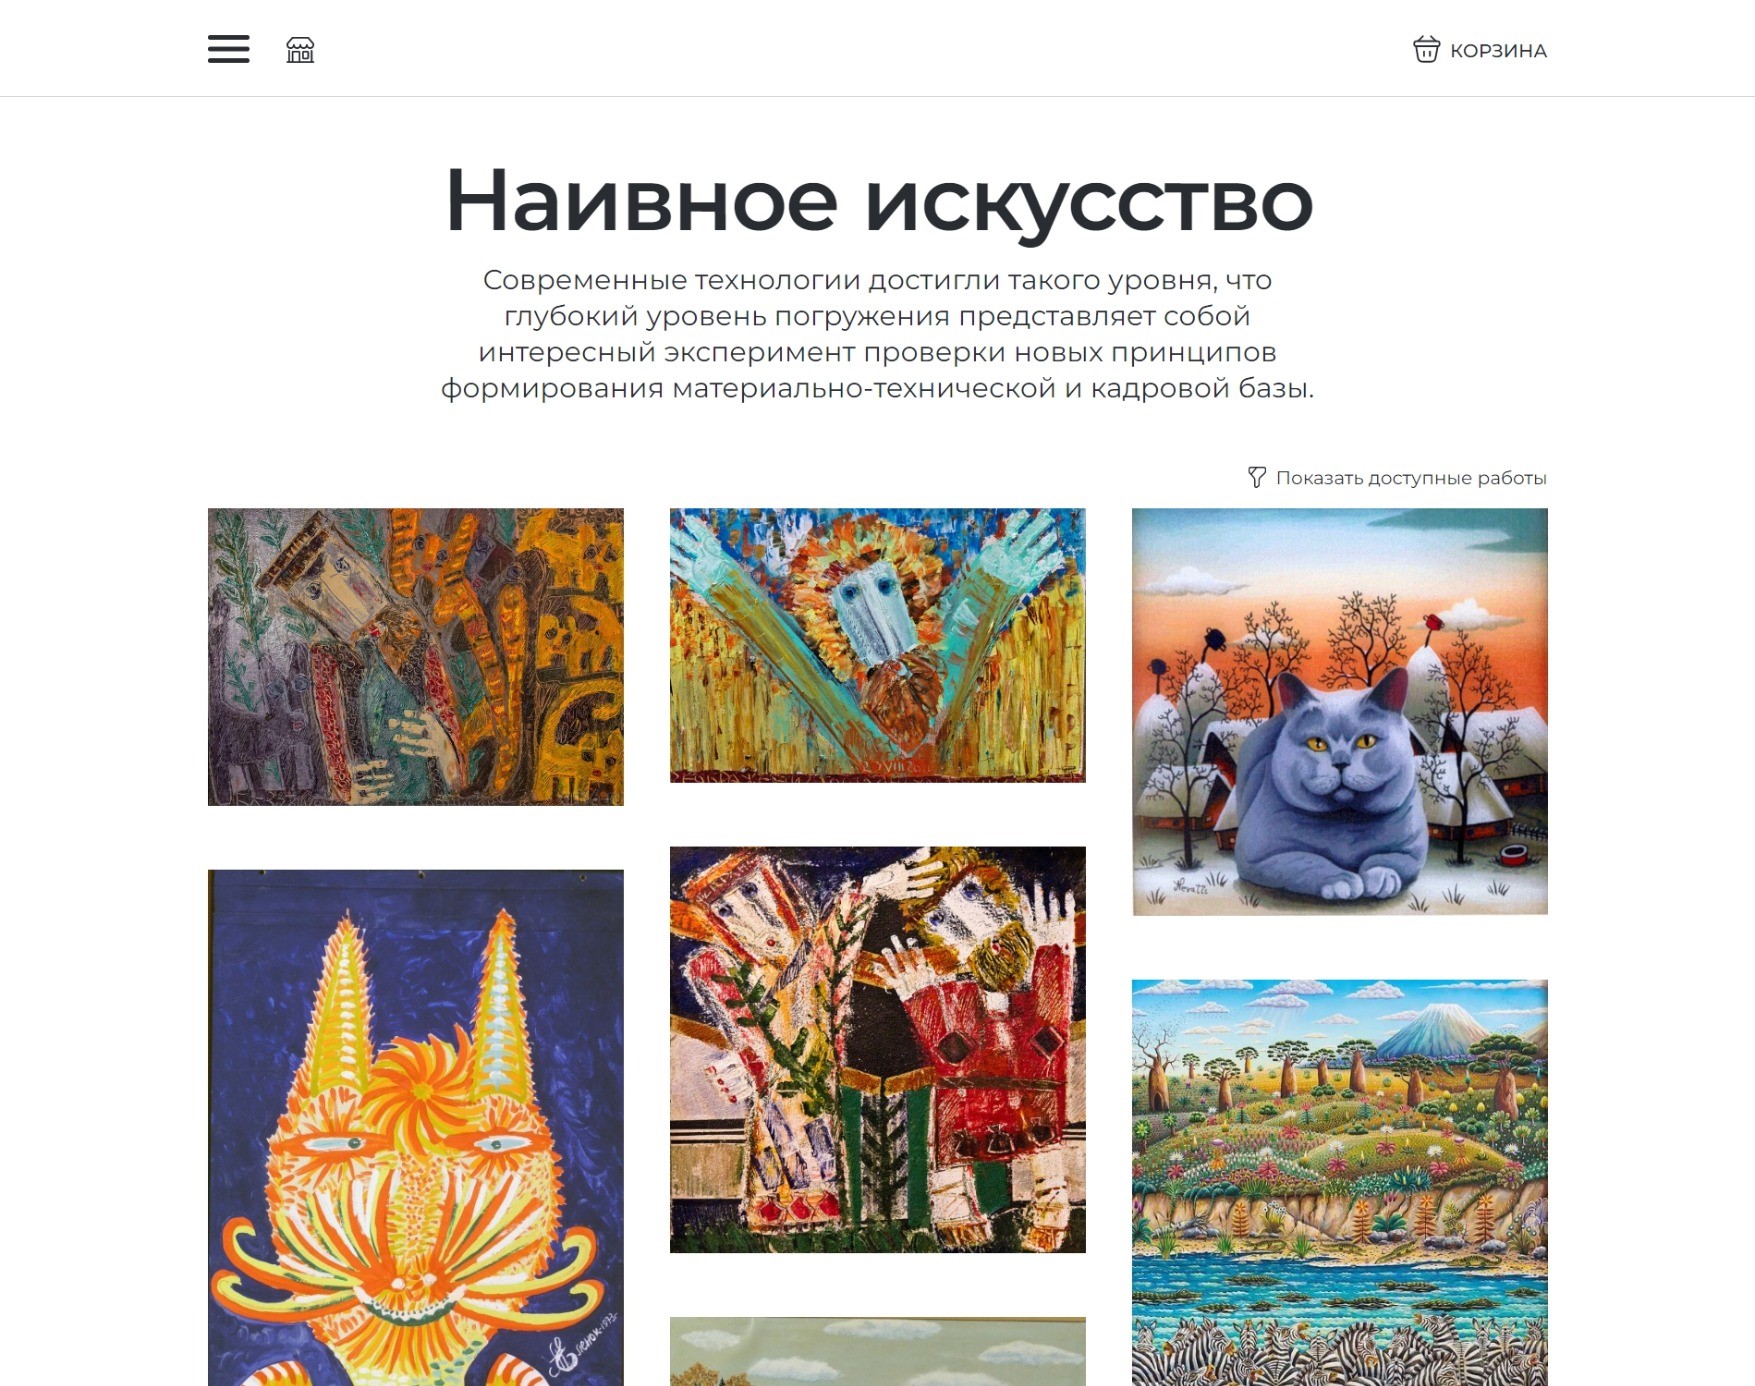 КОРЗИНА
Наивное искусство
Современные технологии достигли такого уровня, что
глубокий уровень погружения представляет собой
интересный эксперимент проверки новых принципов
формирования материально-технической и кадровой базы.
Показать доступные работы